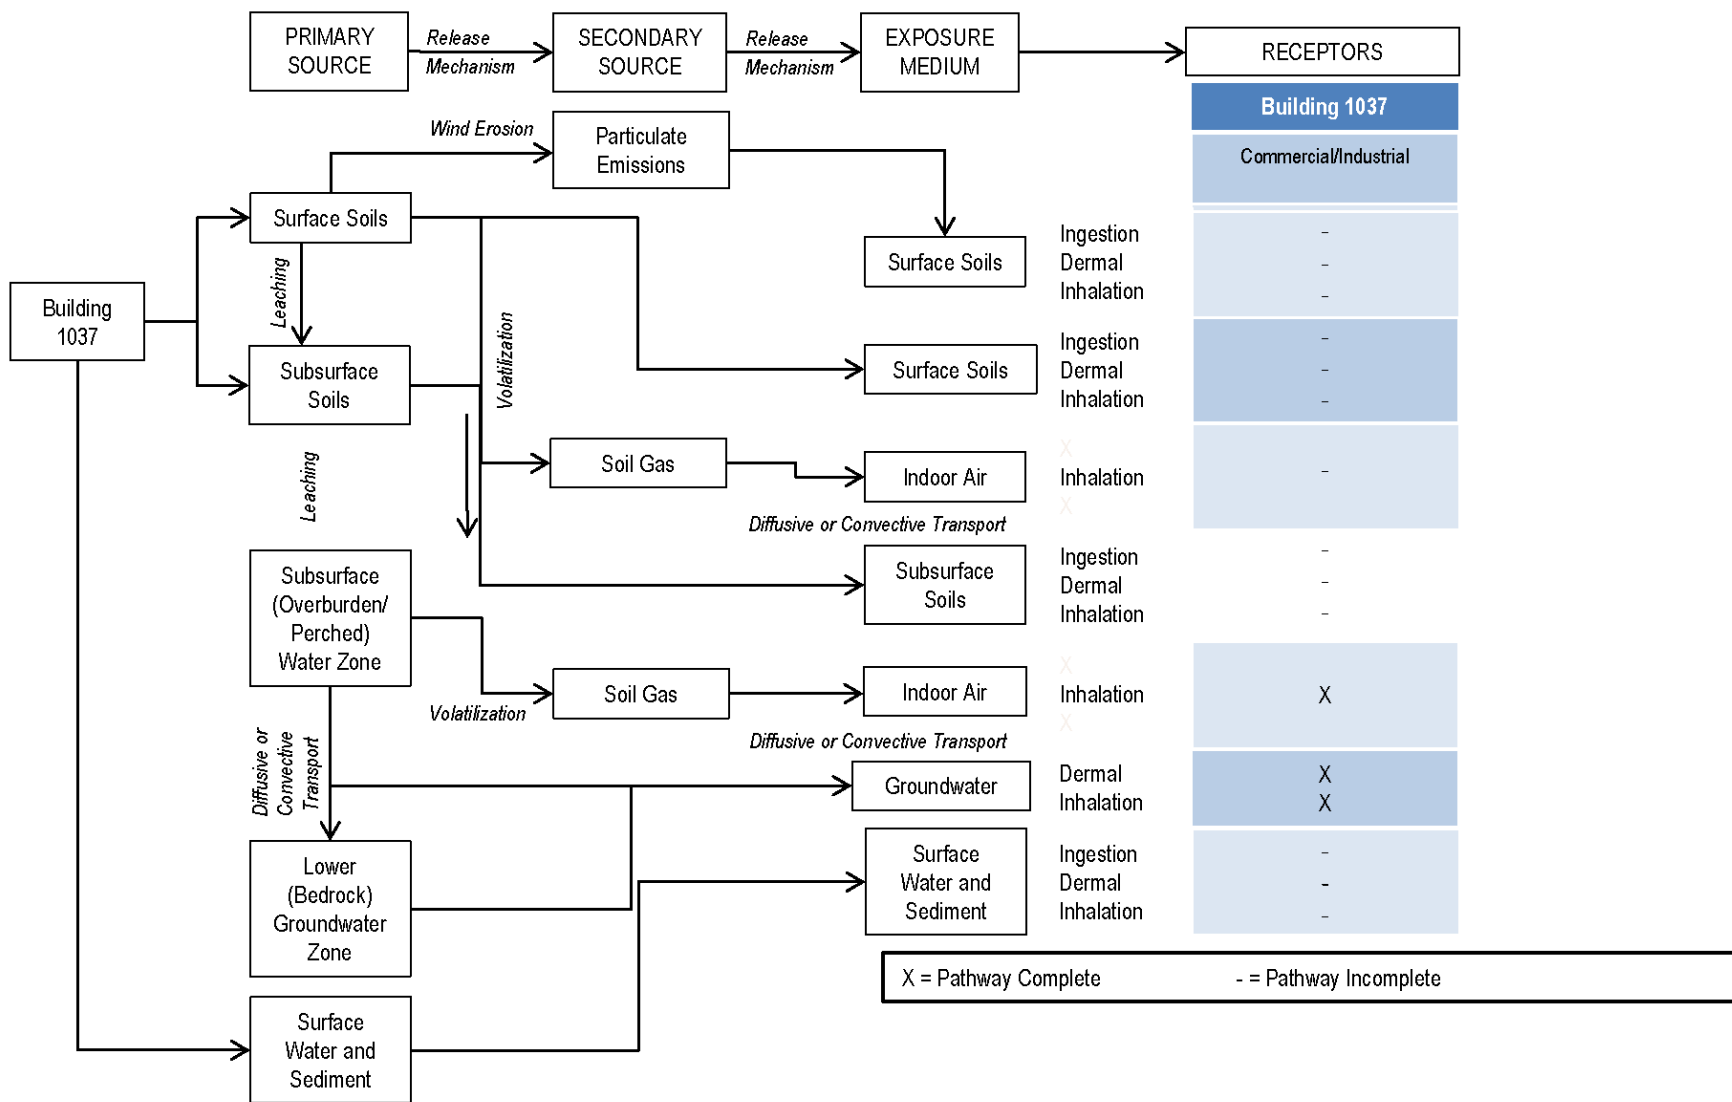 PRIMARY
SOURCE
Release
Mechanism
SECONDARY
SOURCE
Release
Mechanism
EXPOSURE
MEDIUM
RECEPTORS
Building 1037
Commercial/Industrial
Wind Erosion
Particulate
Emissions
Surface Soils
Surface Soils
Ingestion -
Dermal -
Inhalation -
Leaching
Building
1037
Volatilization
Subsurface
Soils
Surface Soils
Ingestion -
Dermal -
Inhalation -
Leaching
Soil Gas
Indoor Air
X
Inhalation -
X
Diffusive or Convective Transport
Subsurface
(Overburden/
Perched)
Water Zone
Subsurface
Soils
Ingestion -
Dermal -
Inhalation -
Volatilization
Soil Gas
Indoor Air
X
Inhalation X
X
Diffusive or Convective Transport
Diffusive or
Convective
Transport
Groundwater
Dermal X
Inhalation X
Lower
(Bedrock)
Groundwater
Zone
Surface
Water and
Sediment
Ingestion -
Dermal -
Inhalation -
X = Pathway Complete - = Pathway Incomplete
Surface
Water and
Sediment